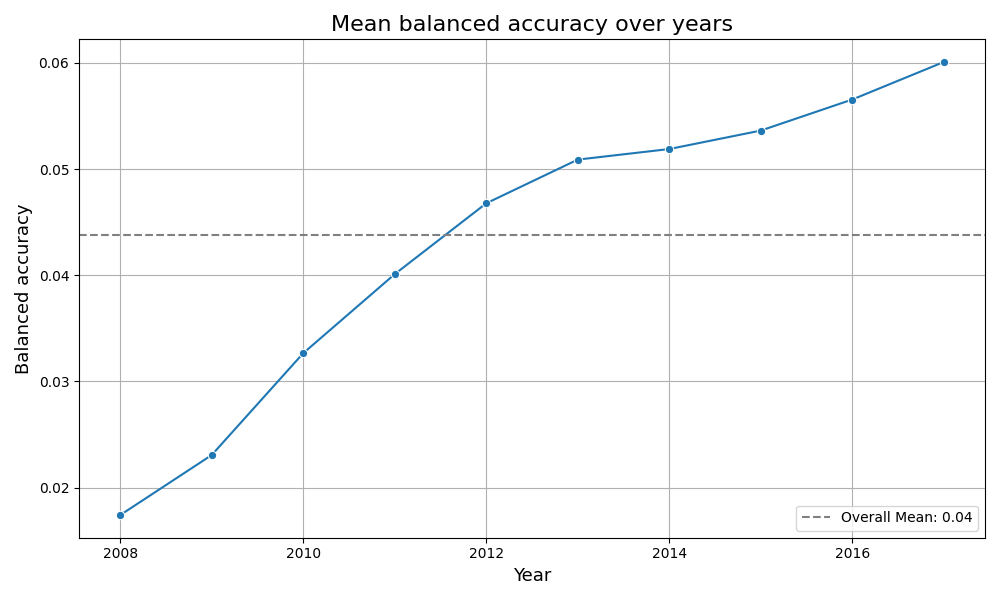 Mean balanced accuracy over years
Balanced accuracy
0.06
0.05
0.04
0.03
0.02
Overall Mean: 0.04
2008
2010
2012
2014
2016
Year